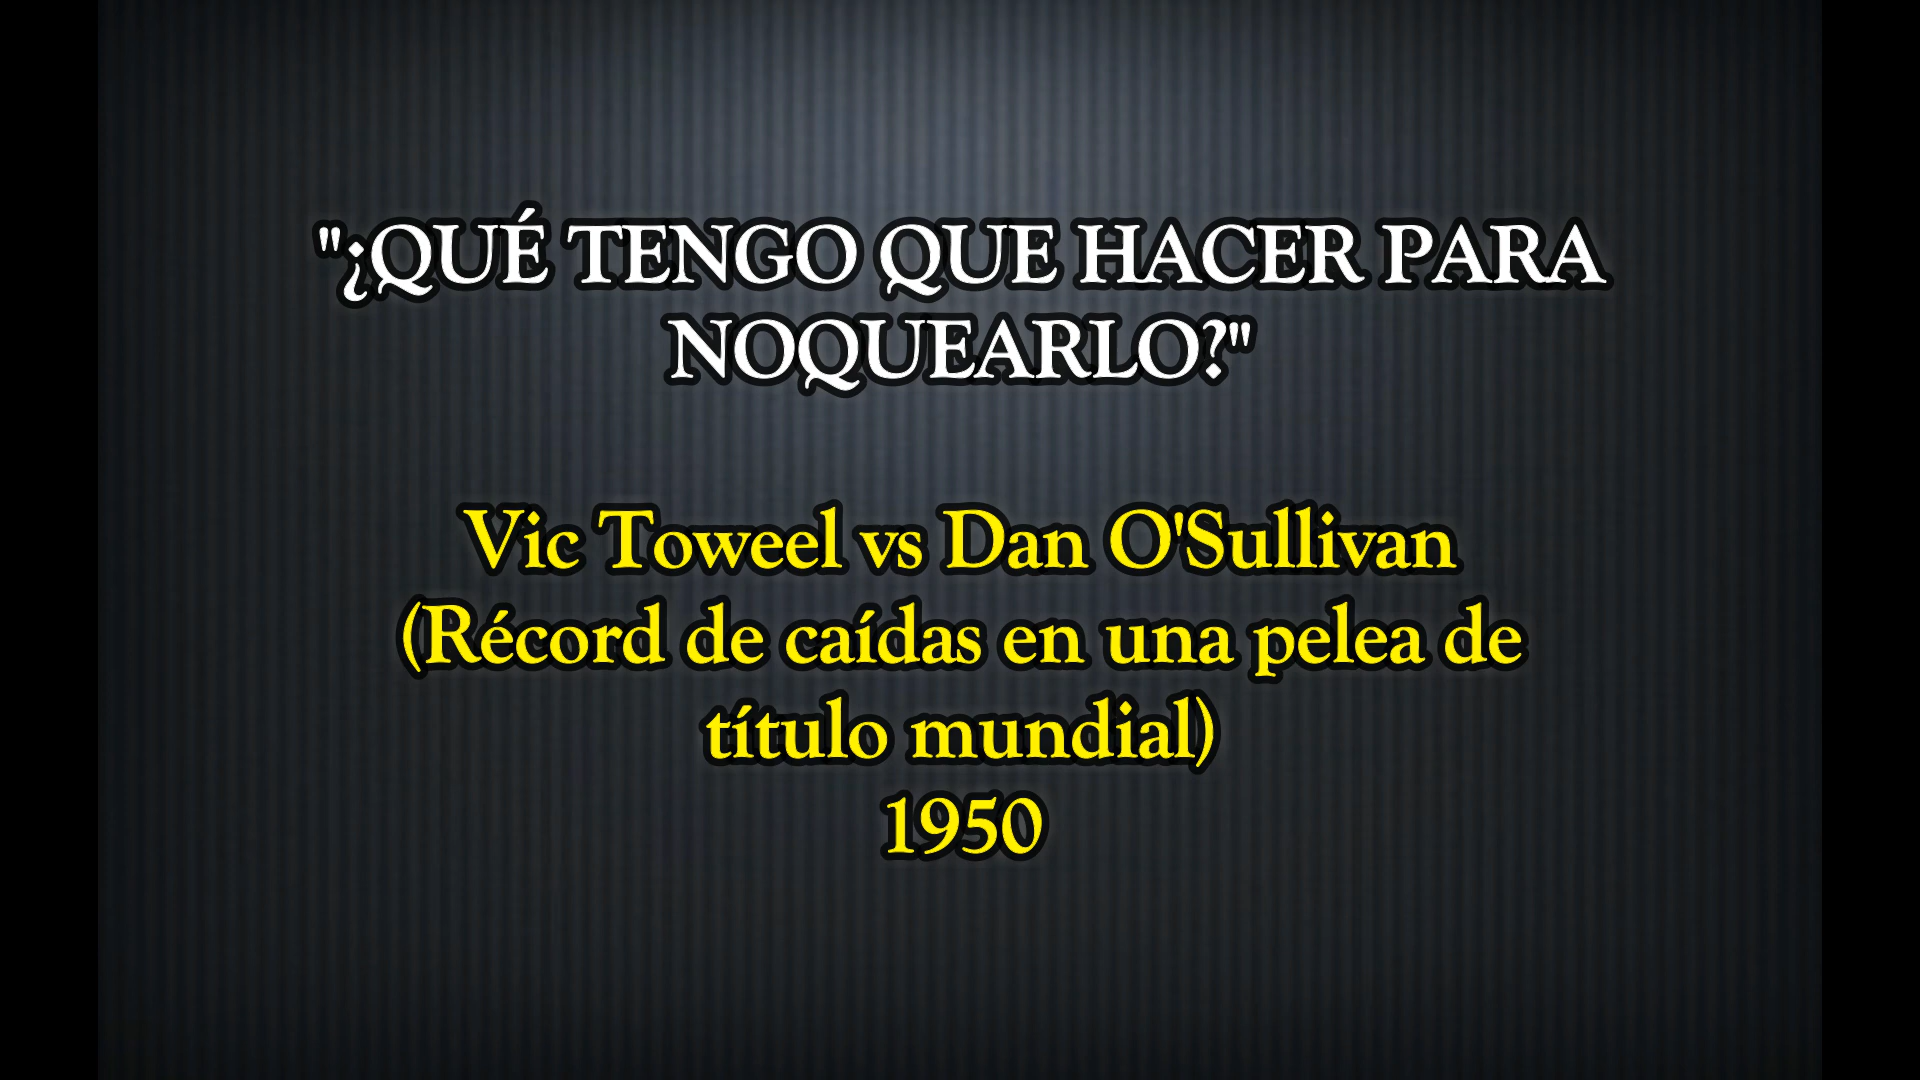 "¿QUÉ TENGO QUE HACER PARA
NOQUEARLO?"
Vic Toweel vs Dan O'Sullivan
(Récord de caídas en una pelea de
título mundial)
1950